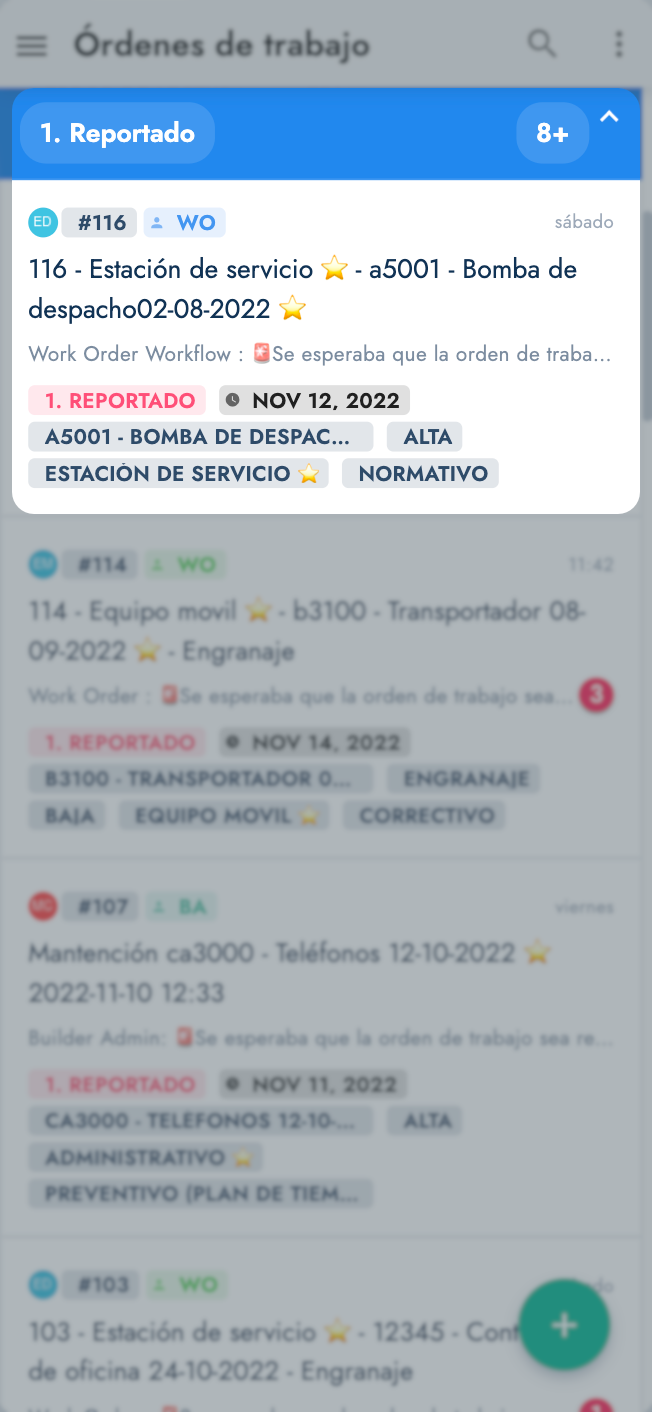 Órdenes de trabajo
1. Reportado 8+
ED #116 WO sábado
116 - Estación de servicio ⭐ - a5001 - Bomba de
despacho02-08-2022 ⭐
Work Order Workflow : 🚨Se esperaba que la orden de traba...
1. REPORTADO NOV 12, 2022
A5001 - BOMBA DE DESPAC... ALTA
ESTACIÓN DE SERVICIO ⭐ NORMATIVO
#114 WO 11:42
114 - Equipo movil ⭐ - b3100 - Transportador 08-
09-2022 ⭐ - Engranaje
Work Order : 🚨Se esperaba que la orden de trabajo sea... 3
1. REPORTADO NOV 14, 2022
B3100 - TRANSPORTADOR 0... ENGRANAJE
BAJA EQUIPO MOVIL ⭐ CORRECTIVO
#107 BA viernes
Mantención ca3000 - Teléfonos 12-10-2022 ⭐
2022-11-10 12:33
Builder Admin: 🚨Se esperaba que la orden de trabajo sea re...
1. REPORTADO NOV 11, 2022
CA3000 - TELÉFONOS 12-10-... ALTA
ADMINISTRATIVO ⭐
PREVENTIVO (PLAN DE TIEM...
ED #103 WO
103 - Estación de servicio ⭐ - 12345 - Cont
de oficina 24-10-2022 - Engranaje